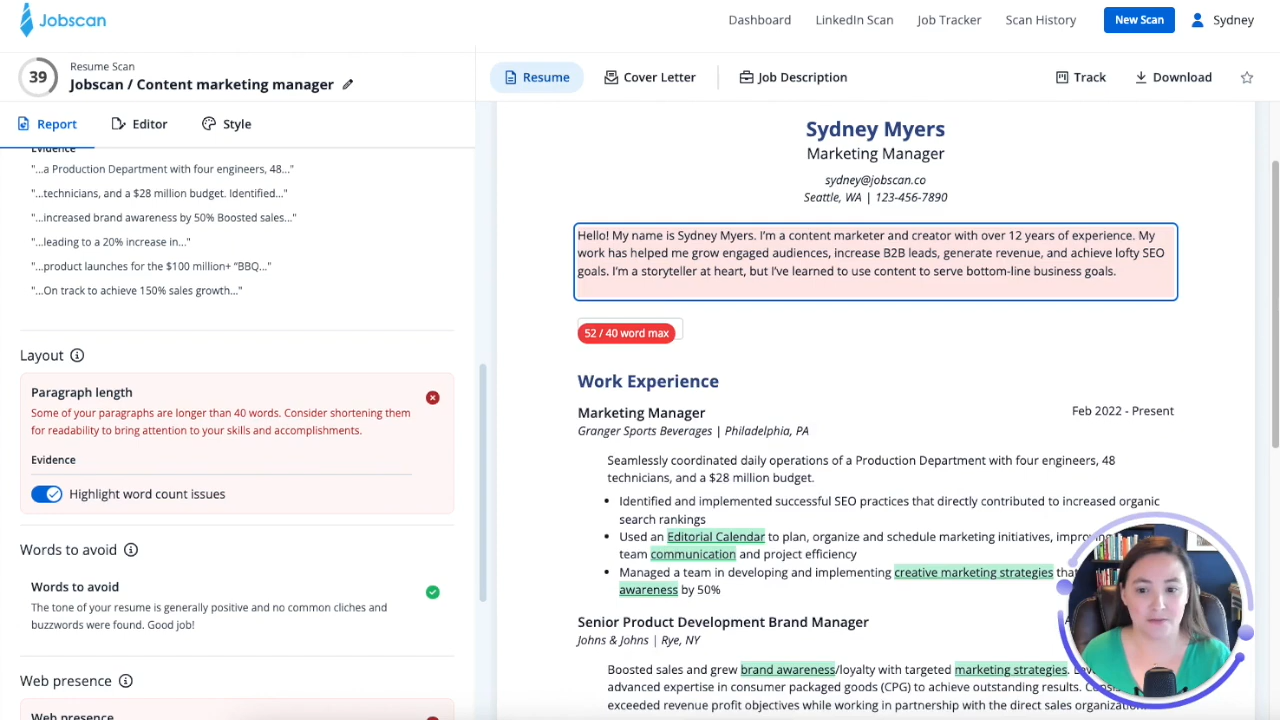 Jobscan
Dashboard
LinkedIn Scan
Job Tracker
Scan History
New Scan
Sydney
39
Resume Scan
Jobscan / Content marketing manager
Report
Editor
Style
Evidence
"...a Production Department with four engineers, 48..."
"...technicians, and a $28 million budget. Identified..."
"...increased brand awareness by 50% Boosted sales..."
"...leading to a 20% increase in..."
"...product launches for the $100 million+ “BBQ..."
"...On track to achieve 150% sales growth..."
Layout
Paragraph length
Some of your paragraphs are longer than 40 words. Consider shortening them
for readability to bring attention to your skills and accomplishments.
Evidence
Highlight word count issues
Words to avoid
Words to avoid
The tone of your resume is generally positive and no common cliches and
buzzwords were found. Good job!
Web presence
Web presence
Resume
Cover Letter
Job Description
Track
Download
Sydney Myers
Marketing Manager
sydney@jobscan.co
Seattle, WA | 123-456-7890
Hello! My name is Sydney Myers. I’m a content marketer and creator with over 12 years of experience. My
work has helped me grow engaged audiences, increase B2B leads, generate revenue, and achieve lofty SEO
goals. I’m a storyteller at heart, but I’ve learned to use content to serve bottom-line business goals.
52 / 40 word max
Work Experience
Marketing Manager
Feb 2022 - Present
Granger Sports Beverages | Philadelphia, PA
Seamlessly coordinated daily operations of a Production Department with four engineers, 48
technicians, and a $28 million budget.
• Identified and implemented successful SEO practices that directly contributed to increased organic
search rankings
• Used an Editorial Calendar to plan, organize and schedule marketing initiatives,
team communication and project efficiency
• Managed a team in developing and implementing creative marketing strategies
awareness by 50%
Senior Product Development Brand Manager
Johns & Johns | Rye, NY
Boosted sales and grew brand awareness/loyalty with targeted marketing strategies.
advanced expertise in consumer packaged goods (CPG) to achieve outstanding results.
exceeded revenue profit objectives while working in partnership with the direct sales